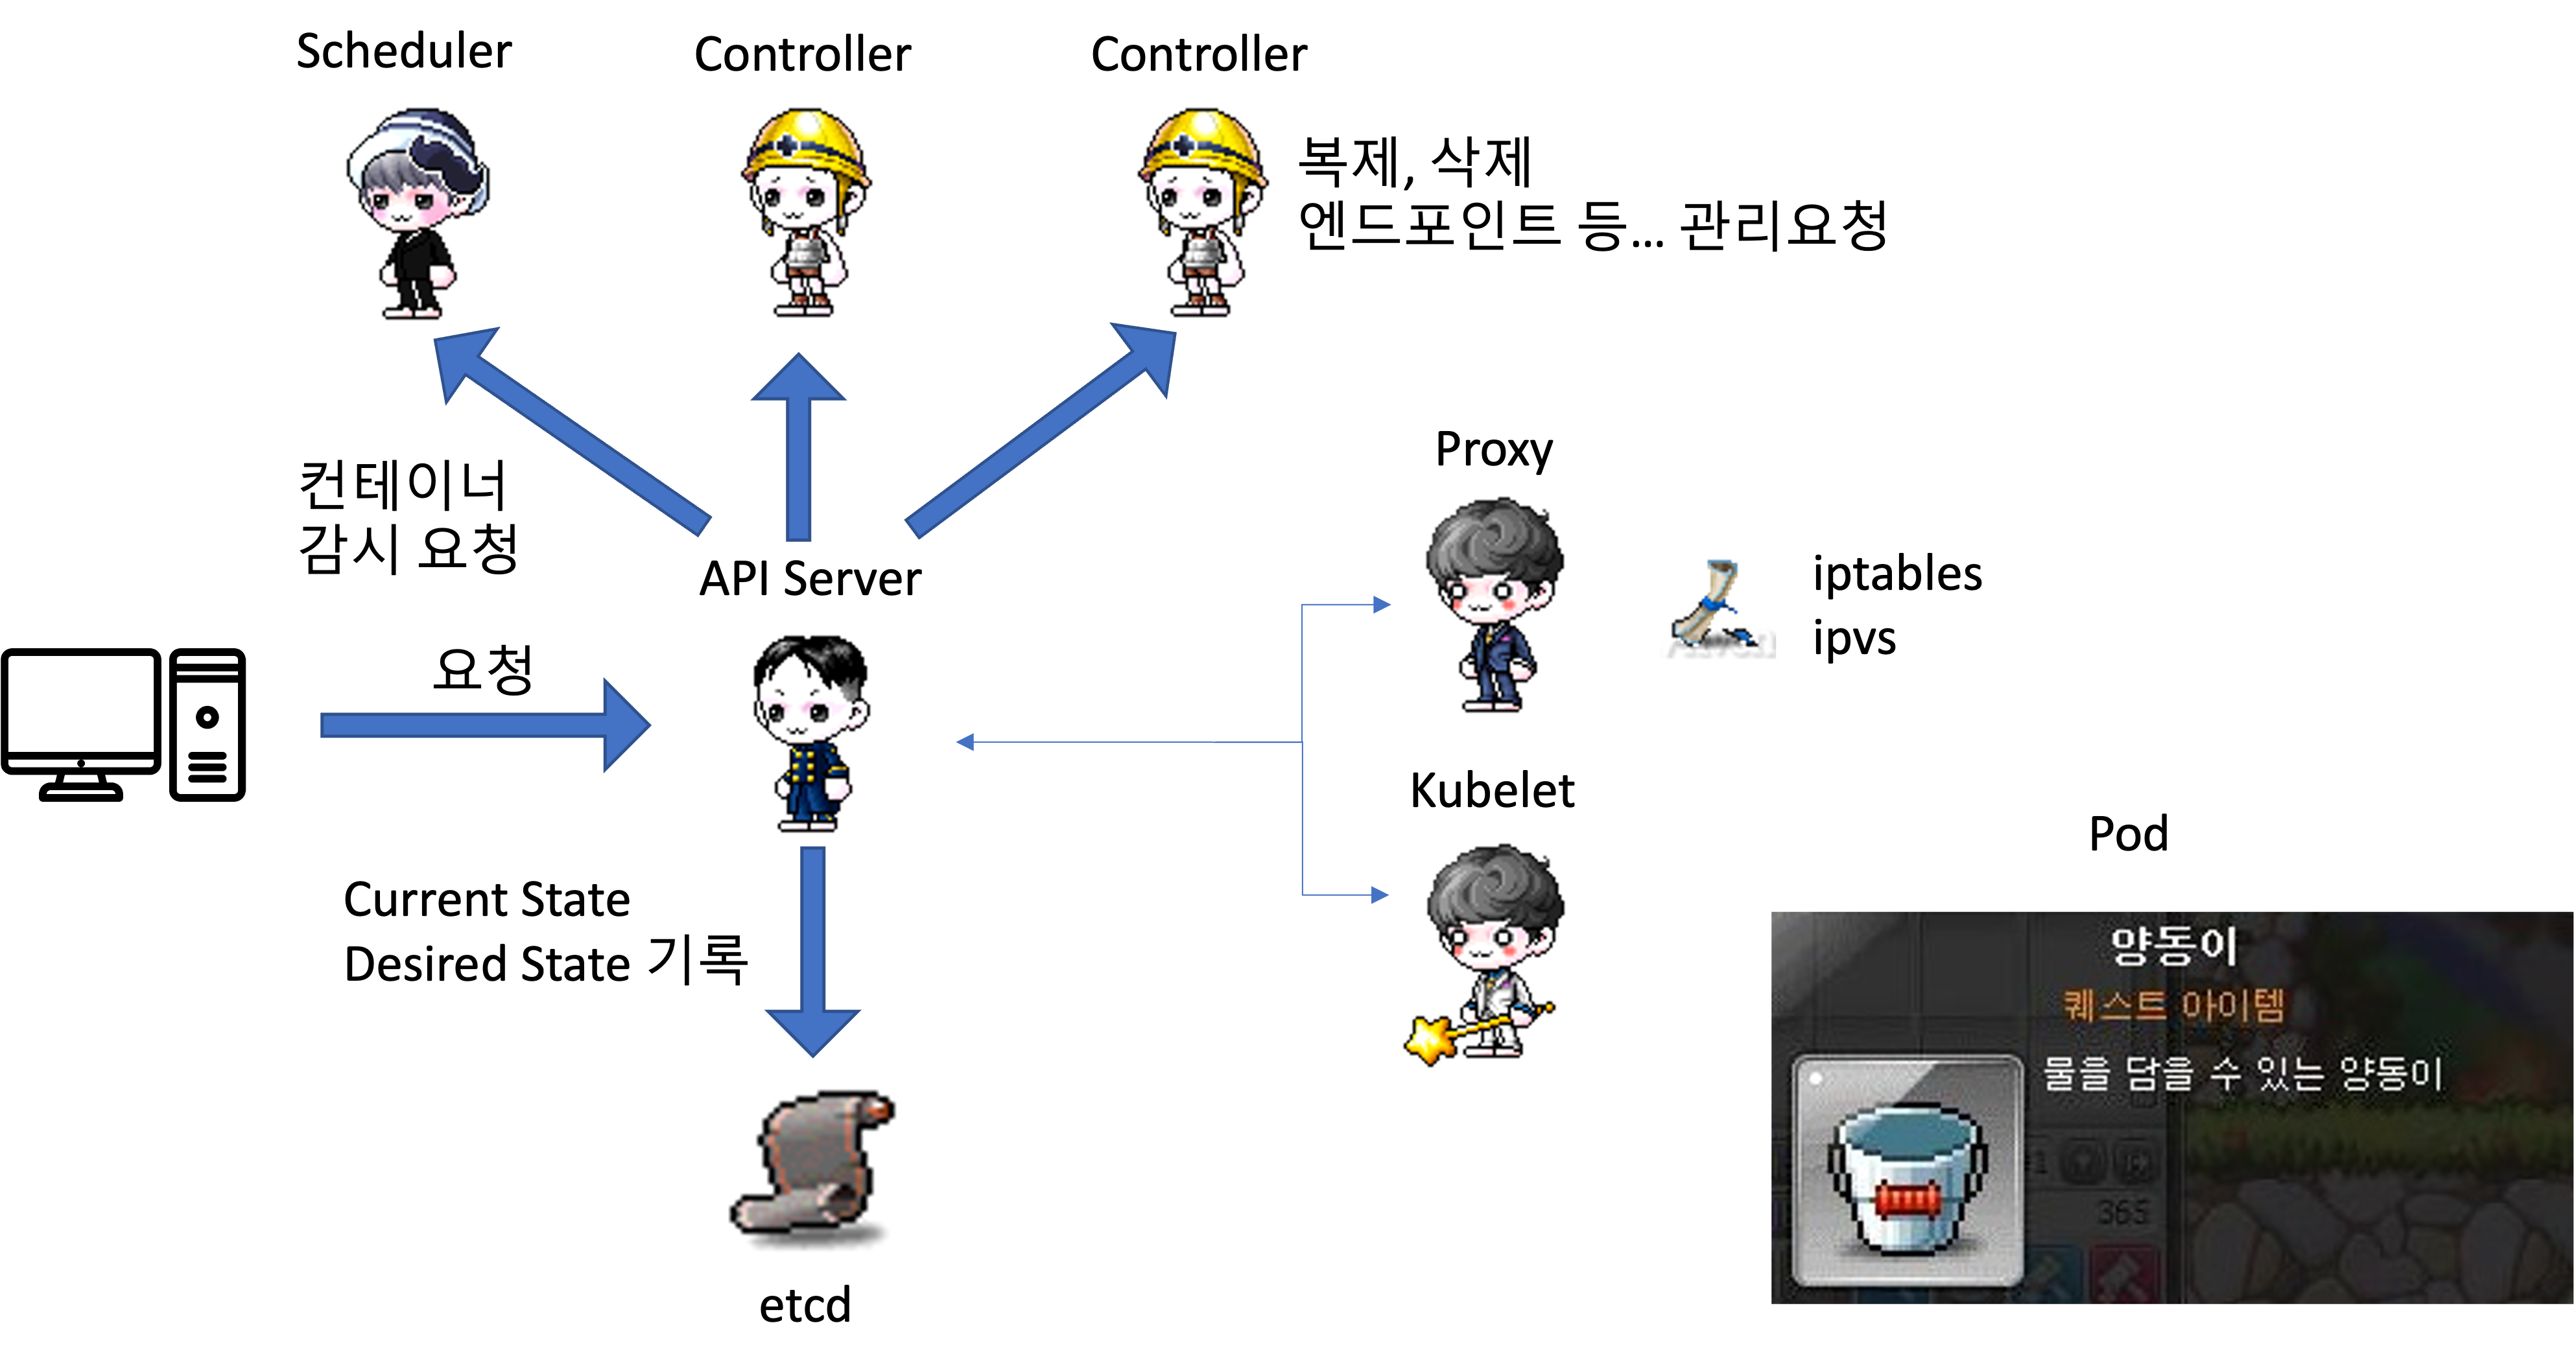 Scheduler
Controller
Controller
복제, 삭제
엔드포인트 등... 관리요청
컨테이너
감시 요청
API Server
요청
Proxy
iptables
ipvs
Kubelet
Current State
Desired State 기록
etcd
Pod
양동이
퀘스트 아이템
물을 담을 수 있는 양동이
365